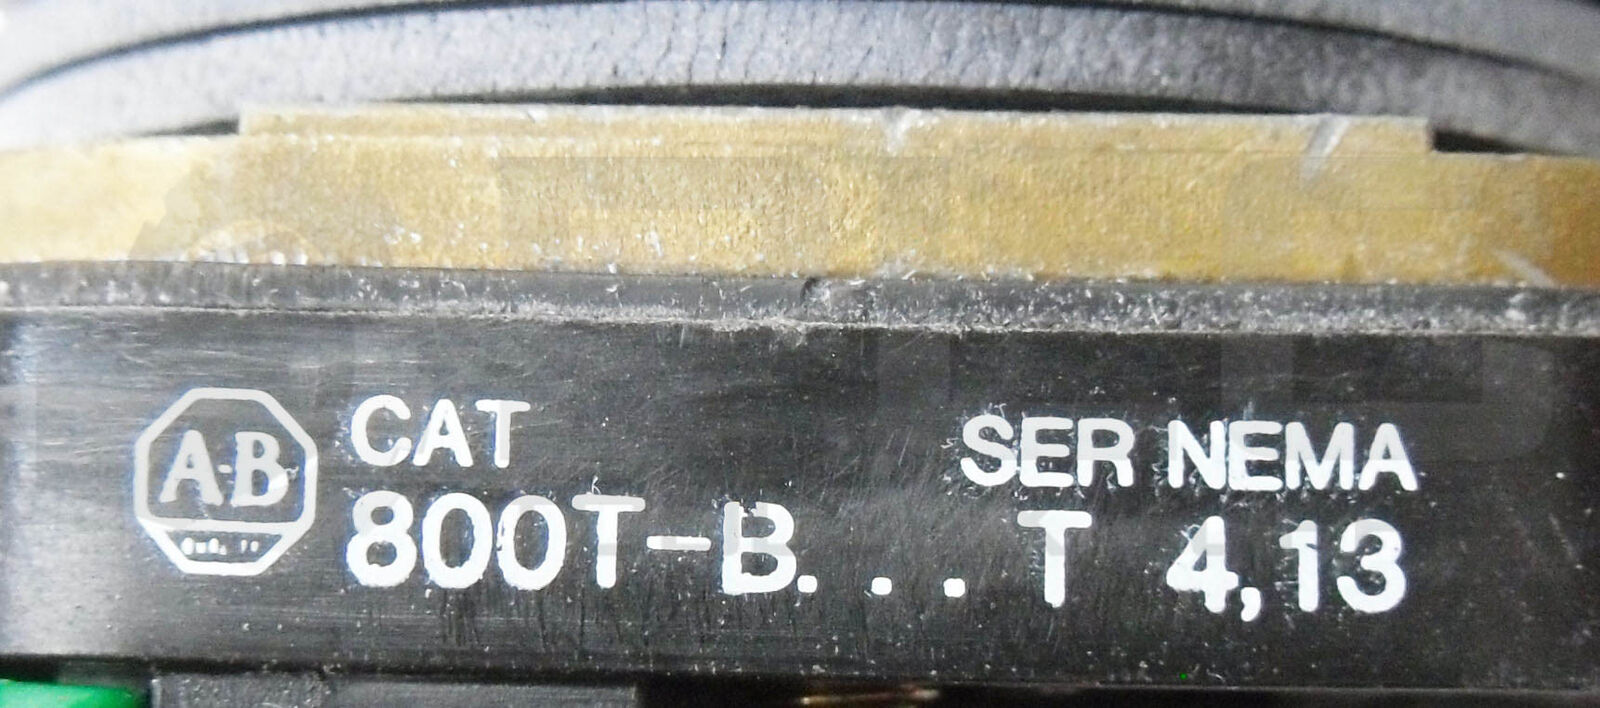 A-B
CAT
800T-B...
SER NEMA
T 4,13